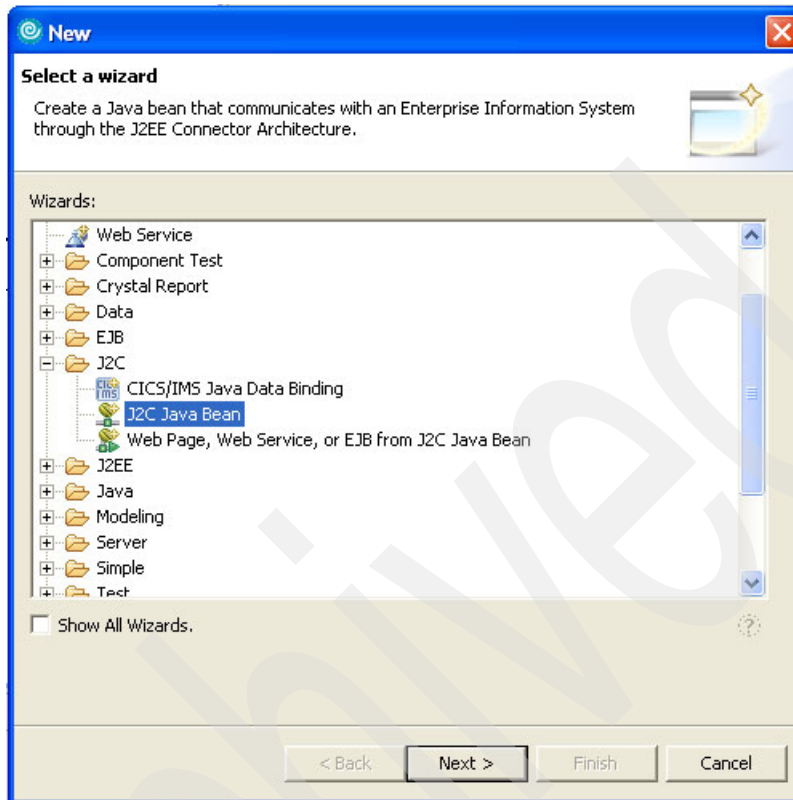 New
Select a wizard
Create a Java bean that communicates with an Enterprise Information System
through the J2EE Connector Architecture.
Wizards:
Web Service
Component Test
Crystal Report
Data
EJB
J2C
CICS/IMS Java Data Binding
J2C Java Bean
Web Page, Web Service, or EJB from J2C Java Bean
J2EE
Java
Modeling
Server
Simple
Test
Show All Wizards.
< Back Next > Finish Cancel